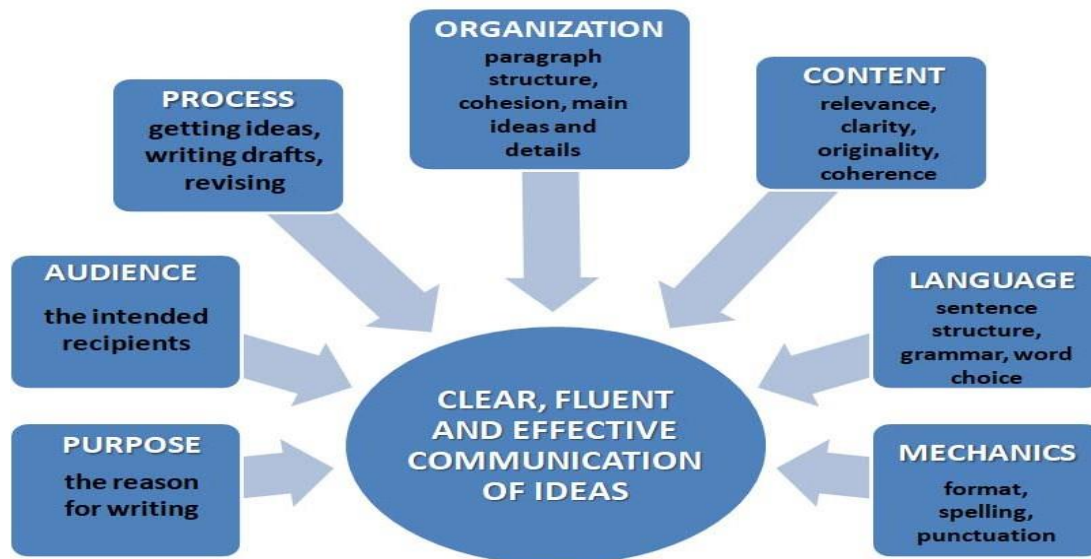 ORGANIZATION
paragraph
structure,
cohesion, main
ideas and
details
PROCESS
getting ideas,
writing drafts,
revising
CONTENT
relevance,
clarity,
originality,
coherence
AUDIENCE
the intended
recipients
LANGUAGE
sentence
structure,
grammar, word
choice
PURPOSE
the reason
for writing
CLEAR, FLUENT
AND EFFECTIVE
COMMUNICATION
OF IDEAS
MECHANICS
format,
spelling,
punctuation